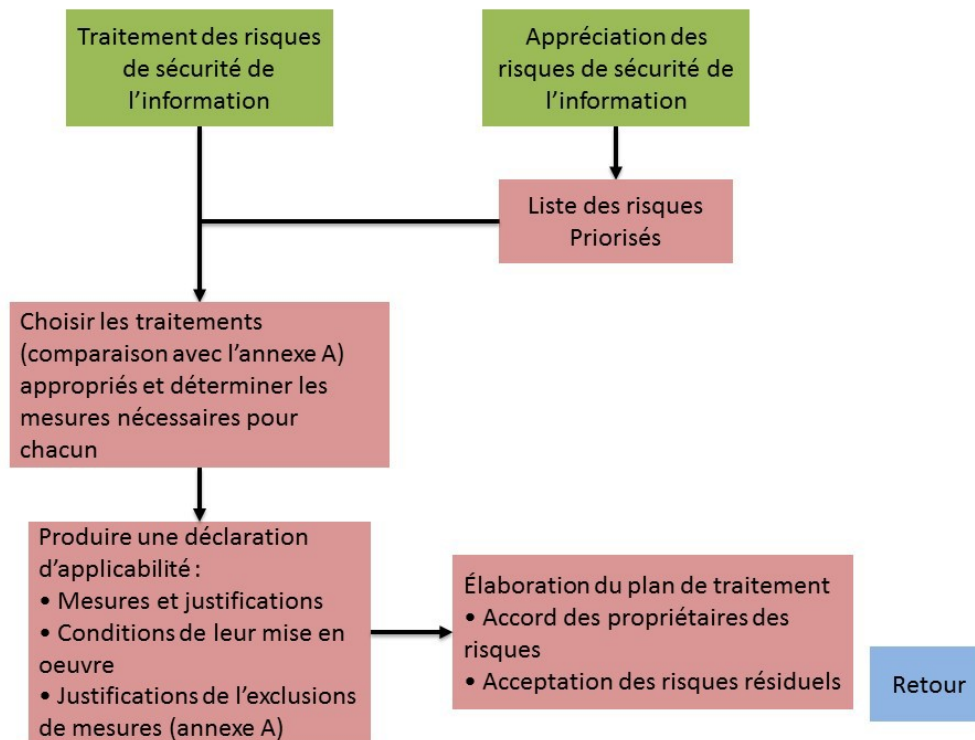 Traitement des risques
de sécurité de
l’information
Appréciation des
risques de sécurité de
l’information
Liste des risques
Priorisés
Choisir les traitements
(comparaison avec l’annexe A)
appropriés et déterminer les
mesures nécessaires pour
chacun
Produire une déclaration
d’applicabilité :
• Mesures et justifications
• Conditions de leur mise en
oeuvre
• Justifications de l’exclusions
de mesures (annexe A)
Élaboration du plan de traitement
• Accord des propriétaires des
risques
• Acceptation des risques résiduels
Retour